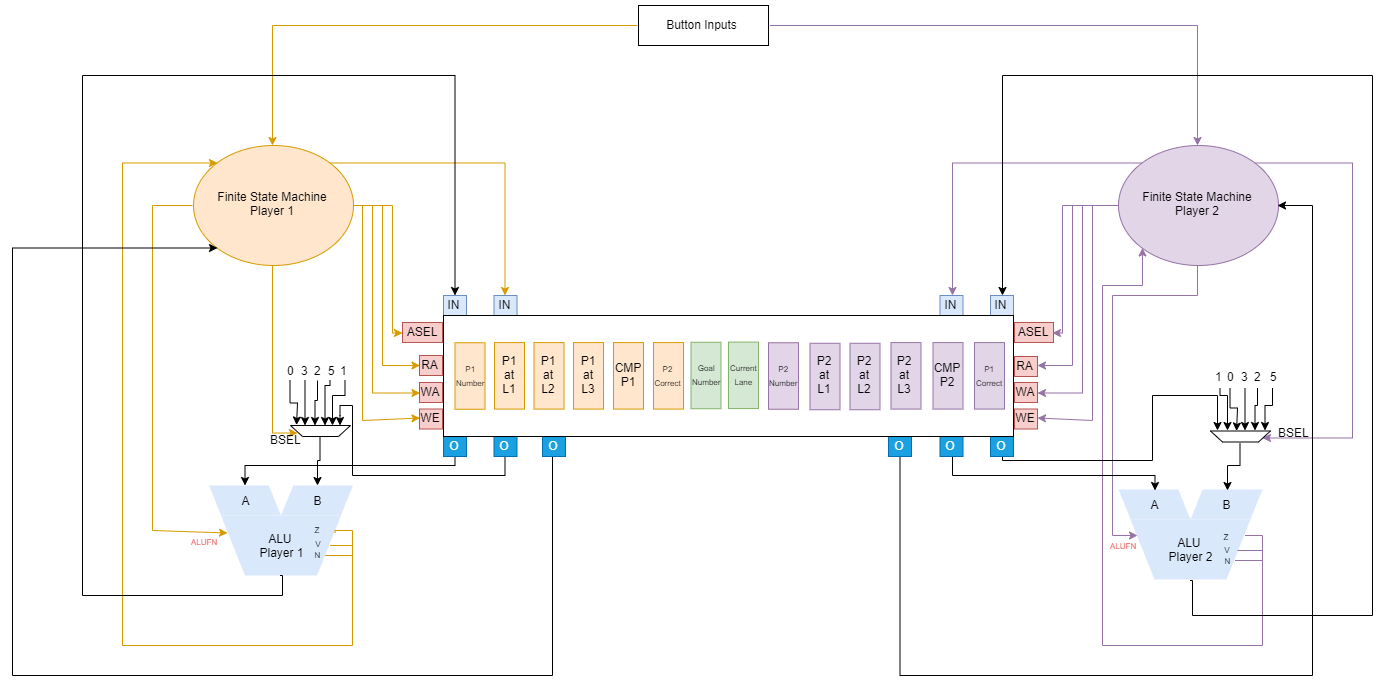 Button Inputs
Finite State Machine
Player 1
Finite State Machine
Player 2
IN
IN
IN
IN
ASEL
RA
WA
WE
P1
Number
P1
at
L1
P1
at
L2
P1
at
L3
CMP
P1
P2
Correct
Goal
Number
Current
Lane
P2
Number
P2
at
L1
P2
at
L2
P2
at
L3
CMP
P2
P1
Correct
ASEL
RA
WA
WE
O
O
O
O
O
O
0 3 2 5 1
BSEL
1 0 3 2 5
BSEL
A
B
ALU
Player 1
Z
V
N
ALUFN
A
B
ALU
Player 2
Z
V
N
ALUFN